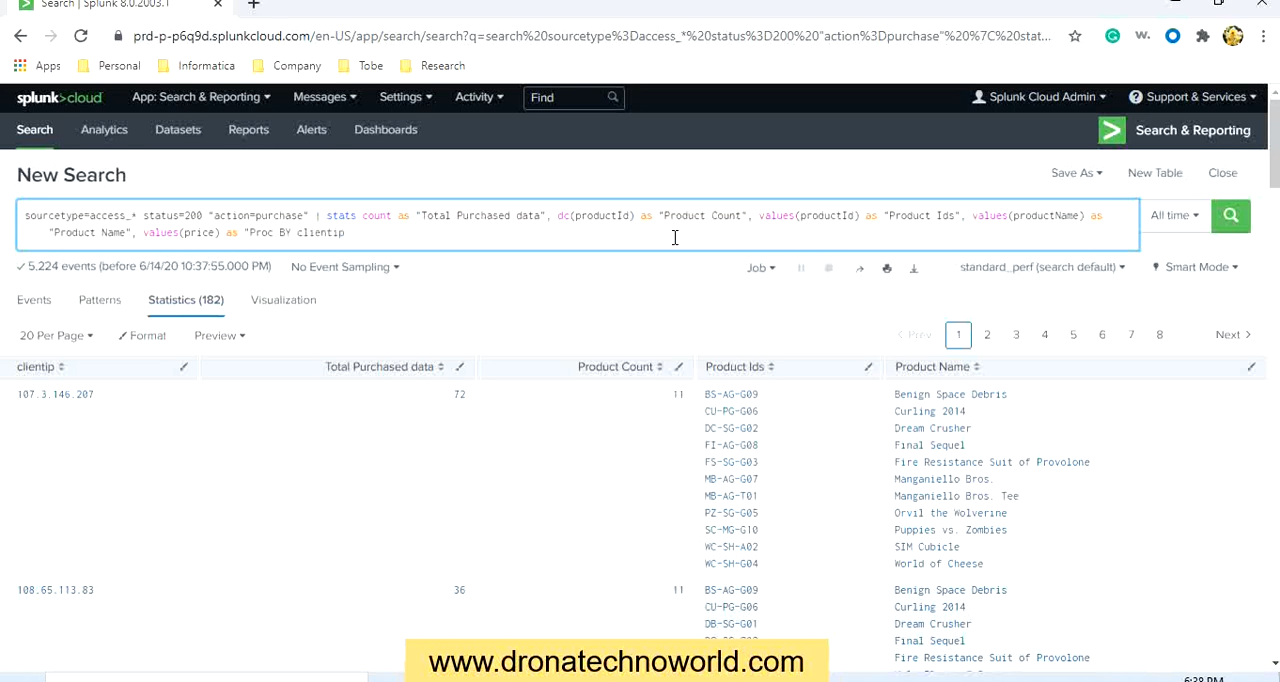 Search | Splunk 8.0.2003.1
prd-p-p6q9d.splunkcloud.com/en-US/app/search/search?q=search%20sourcetype%3Daccess_*%20status%3D200%20"action%3Dpurchase"%20%7C%20stat...
Apps Personal Informatica Company Tobe Research
splunk>cloud App: Search & Reporting Messages Settings Activity Find Splunk Cloud Admin Support & Services
Search Analytics Datasets Reports Alerts Dashboards Search & Reporting
New Search Save As New Table Close
sourcetype=access_* status=200 "action=purchase" | stats count as "Total Purchased data", dc(productId) as "Product Count", values(productId) as "Product Ids", values(productName) as
"Product Name", values(price) as "Proc BY clientip
All time
5,224 events (before 6/14/20 10:37:55.000 PM) No Event Sampling Job standard_perf (search default) Smart Mode
Events Patterns Statistics (182) Visualization
20 Per Page Format Preview < Prev 1 2 3 4 5 6 7 8 Next >
clientip Total Purchased data Product Count Product Ids Product Name
107.3.146.207 72 11 BS-AG-G09 Benign Space Debris
CU-PG-G06 Curling 2014
DC-SG-G02 Dream Crusher
FI-AG-G08 Final Sequel
FS-SG-G03 Fire Resistance Suit of Provolone
MB-AG-G07 Manganiello Bros.
MB-AG-T01 Manganiello Bros. Tee
PZ-SG-G05 Orvil the Wolverine
SC-MG-G10 Puppies vs. Zombies
WC-SH-A02 SIM Cubicle
WC-SH-G04 World of Cheese
108.65.113.83 36 11 BS-AG-G09 Benign Space Debris
CU-PG-G06 Curling 2014
DB-SG-G01 Dream Crusher
Final Sequel
Fire Resistance Suit of Provolone
www.dronatechnoworld.com
6:38 PM